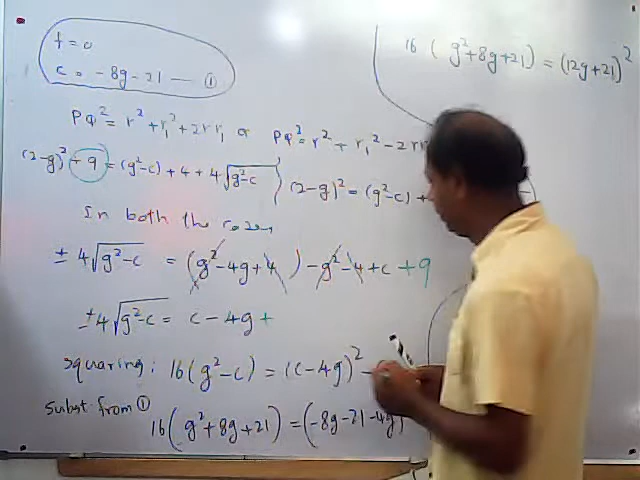 f = 0
c = -8g - 21 — ①
16 ( g² + 8g + 21) = (12g + 21)²
PQ² = r² + r₁² + 2rr₁ or PQ² = r² + r₁² - 2rr
(2-g)² + 9 = (g²-c) + 4 + 4√g²-c } (2-g)² = (g²-c) +
In both the cases,
± 4√g²-c = (g² - 4g + 4 ) - g² - 4 + c + 9
± 4√g²-c = c - 4g +
squaring: 16(g²-c) = (c-4g)²
subst. from ① 16(g² + 8g + 21) = (-8g - 21 - 4g)